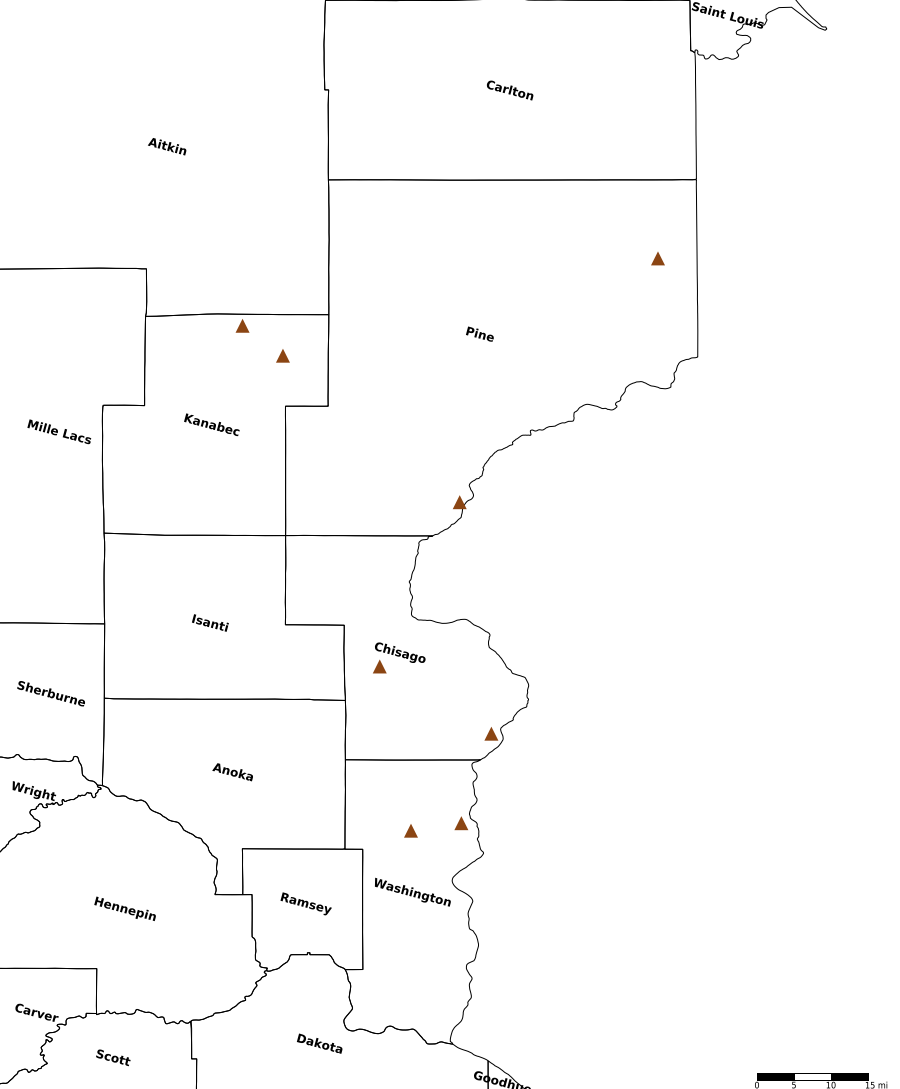 Saint Louis
Carlton
Aitkin
Pine
Kanabec
Mille Lacs
Isanti
Chisago
Sherburne
Anoka
Wright
Washington
Ramsey
Hennepin
Carver
Dakota
Scott
Goodhu
0 5 10 15 mi